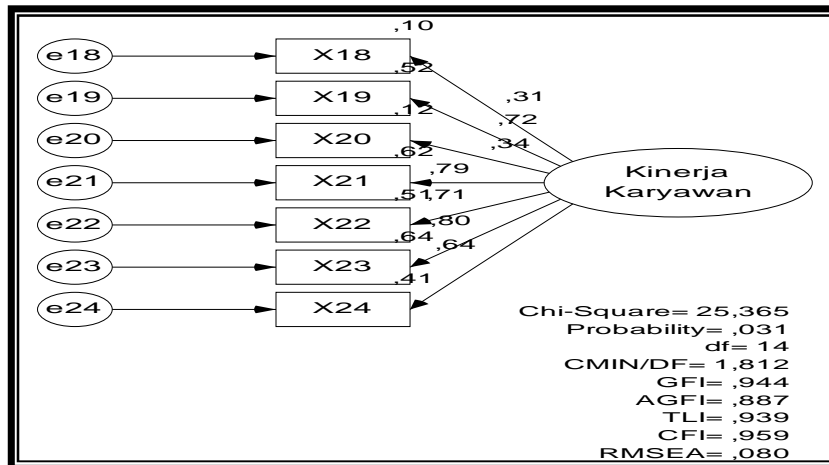 ,10
e18 X18
,52
,31
e19 X19
,72
,12
e20 X20
,34
,62
e21 X21
,79
Kinerja
Karyawan
,51 ,71
e22 X22
,80
,64
e23 X23
,64
,41
e24 X24
Chi-Square= 25,365
Probability= ,031
df= 14
CMIN/DF= 1,812
GFI= ,944
AGFI= ,887
TLI= ,939
CFI= ,959
RMSEA= ,080